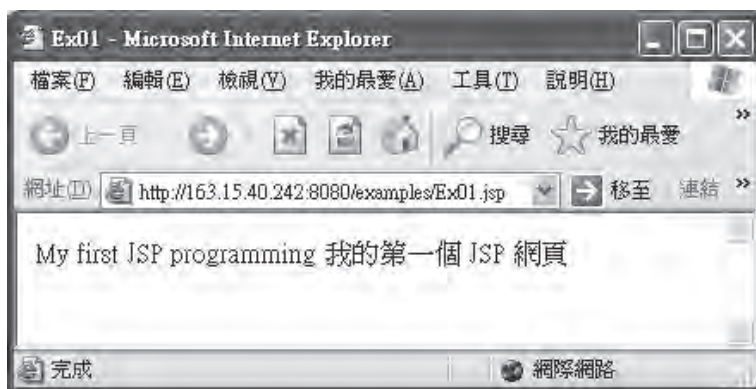 Ex01 - Microsoft Internet Explorer
檔案(F) 編輯(E) 檢視(V) 我的最愛(A) 工具(T) 說明(H)
上一頁 搜尋 我的最愛 »
網址(D) http://163.15.40.242:8080/examples/Ex01.jsp 移至 連結 »
My first JSP programming 我的第一個 JSP 網頁
完成 網際網路